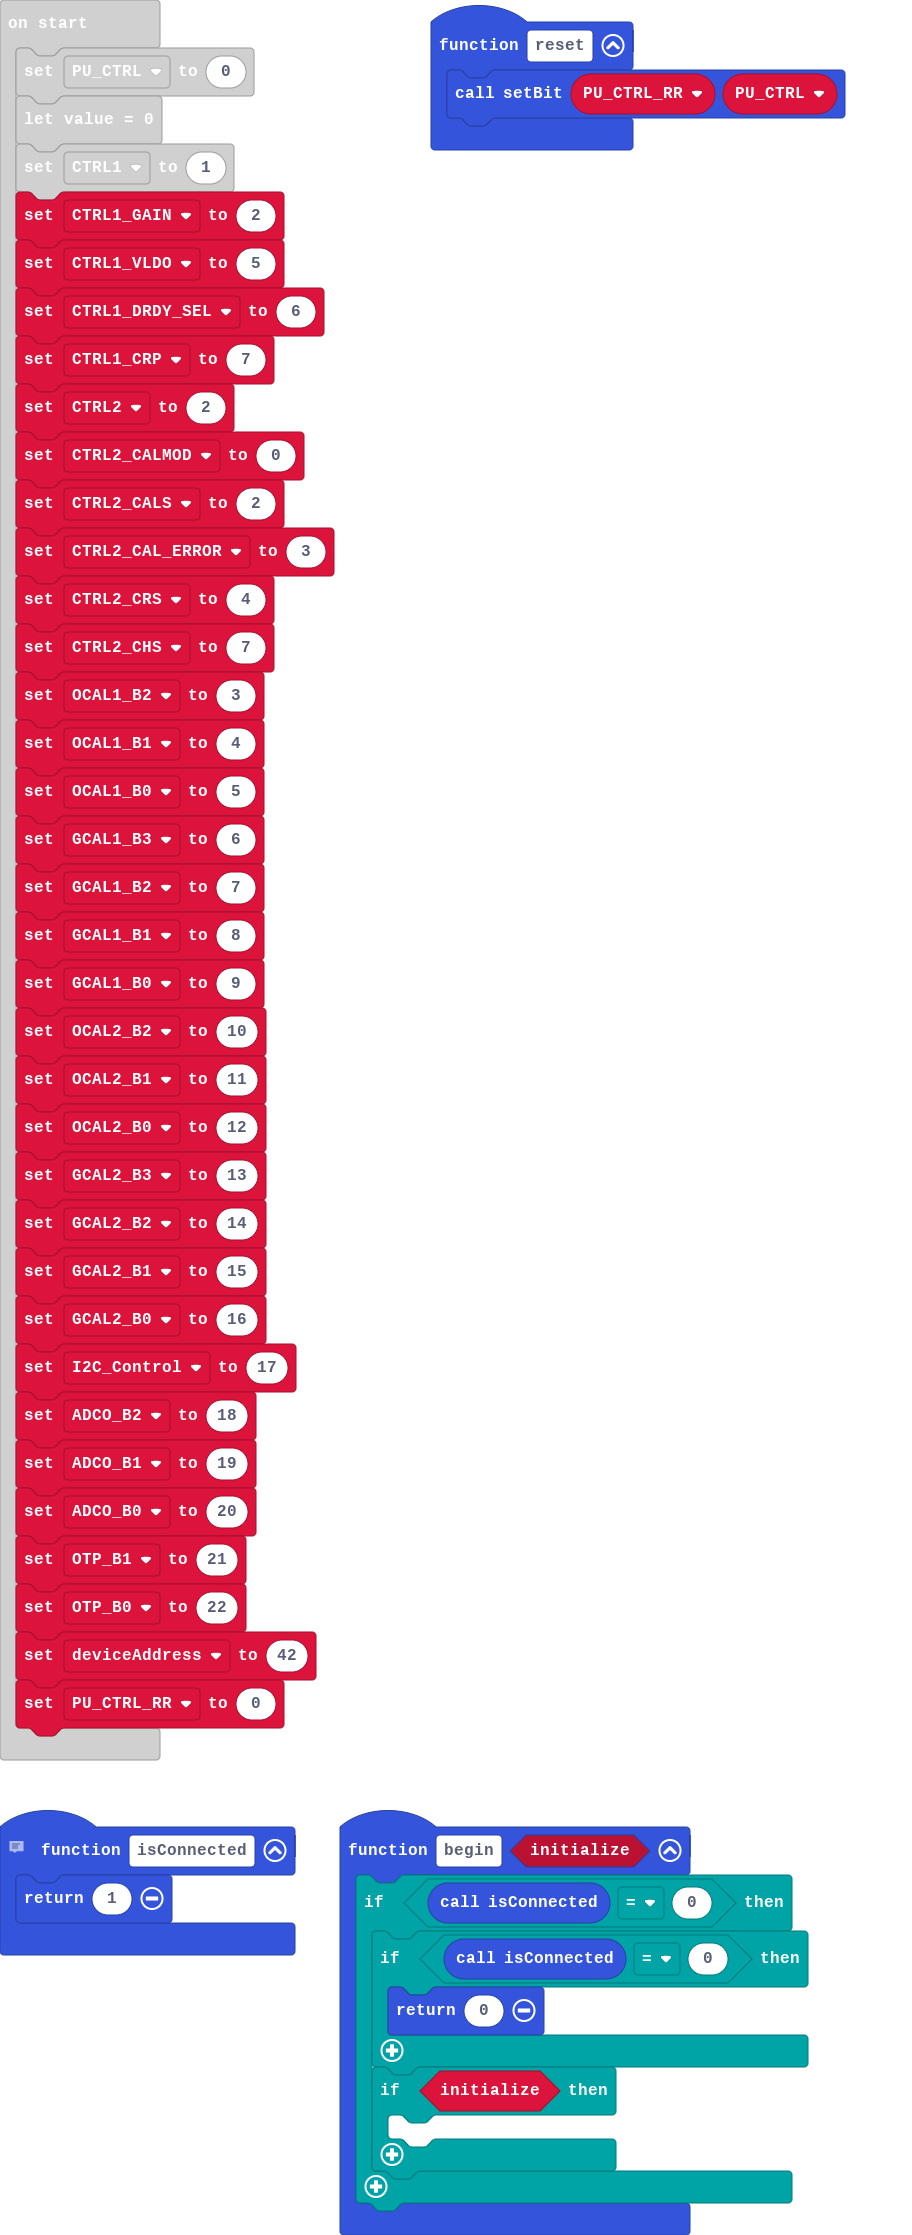 on start
set PU_CTRL to 0
let value = 0
set CTRL1 to 1
set CTRL1_GAIN to 2
set CTRL1_VLDO to 5
set CTRL1_DRDY_SEL to 6
set CTRL1_CRP to 7
set CTRL2 to 2
set CTRL2_CALMOD to 0
set CTRL2_CALS to 2
set CTRL2_CAL_ERROR to 3
set CTRL2_CRS to 4
set CTRL2_CHS to 7
set OCAL1_B2 to 3
set OCAL1_B1 to 4
set OCAL1_B0 to 5
set GCAL1_B3 to 6
set GCAL1_B2 to 7
set GCAL1_B1 to 8
set GCAL1_B0 to 9
set OCAL2_B2 to 10
set OCAL2_B1 to 11
set OCAL2_B0 to 12
set GCAL2_B3 to 13
set GCAL2_B2 to 14
set GCAL2_B1 to 15
set GCAL2_B0 to 16
set I2C_Control to 17
set ADCO_B2 to 18
set ADCO_B1 to 19
set ADCO_B0 to 20
set OTP_B1 to 21
set OTP_B0 to 22
set deviceAddress to 42
set PU_CTRL_RR to 0
function reset
call setBit PU_CTRL_RR PU_CTRL
function isConnected
return 1
function begin initialize
if call isConnected = 0 then
if call isConnected = 0 then
return 0
if initialize then